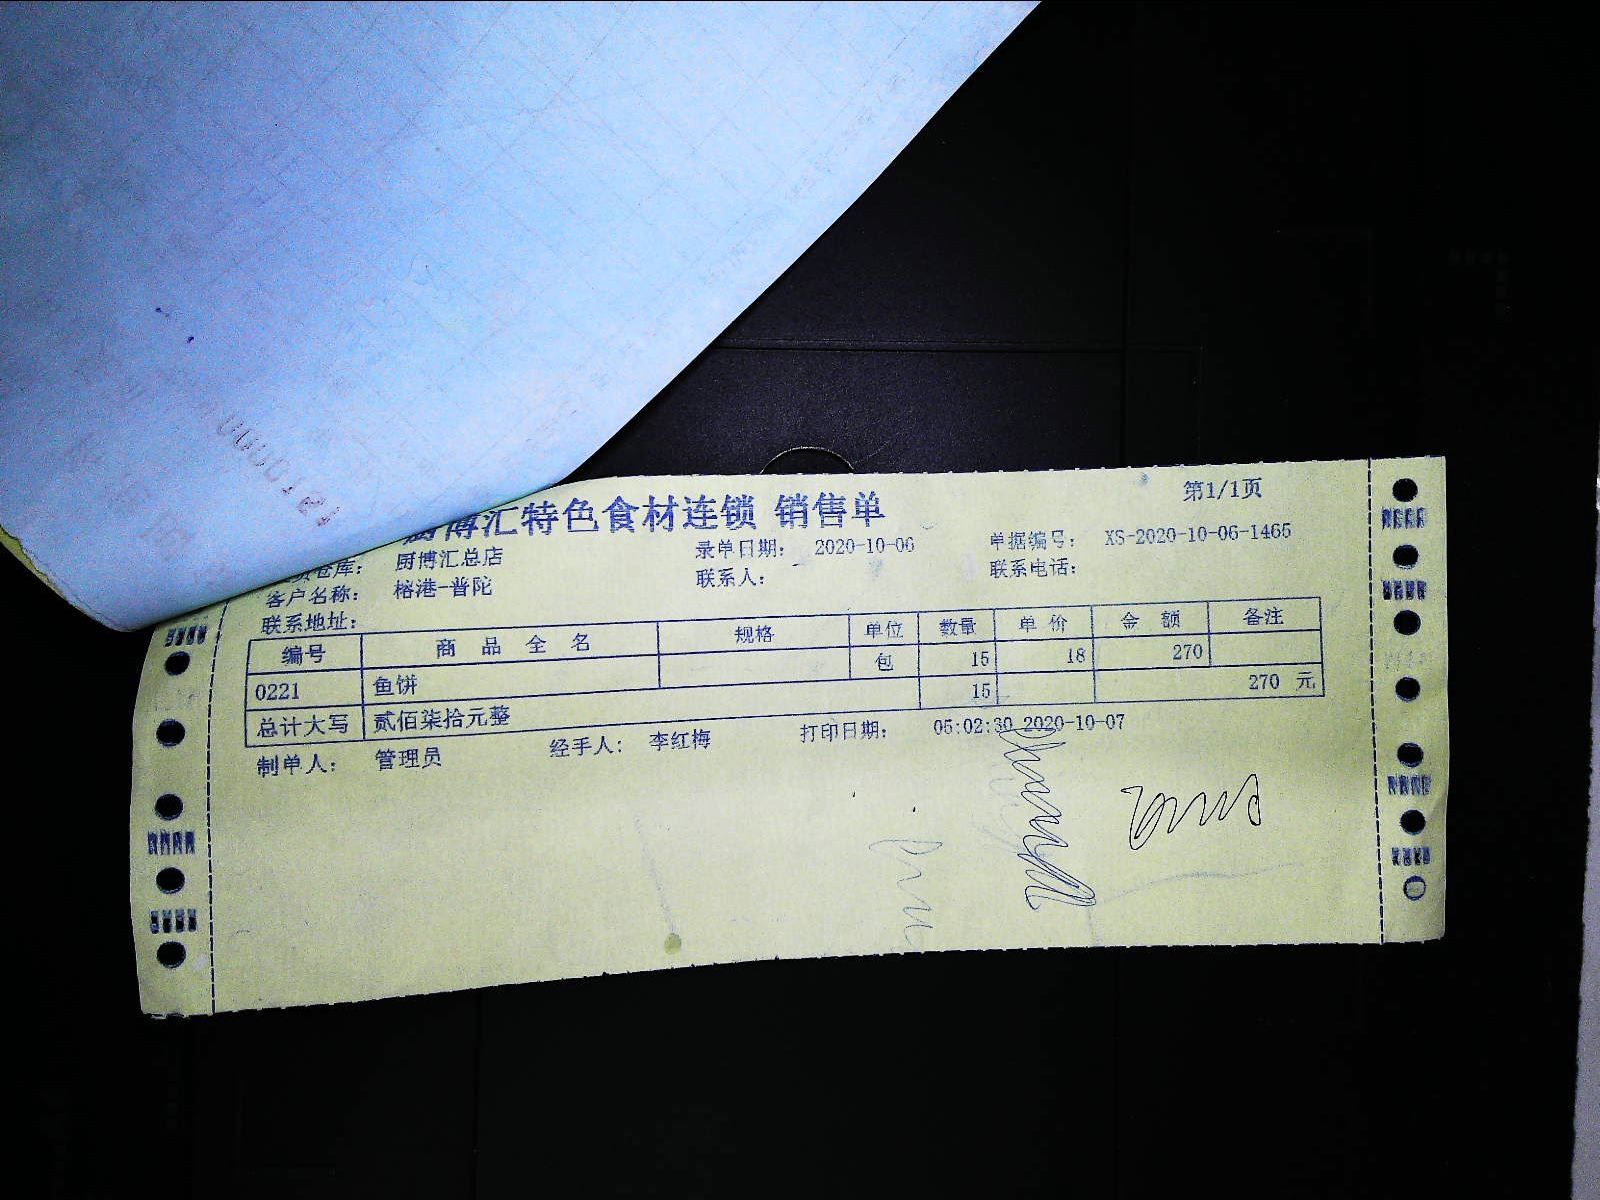 厨博汇特色食材连锁 销售单
第1/1页
仓库： 厨博汇总店 录单日期： 2020-10-06 单据编号： XS-2020-10-06-1465
客户名称： 榕港-普陀 联系人： 联系电话：
联系地址：
编号 商品全名 规格 单位 数量 单价 金额 备注
0221 鱼饼 包 15 18 270
总计大写 贰佰柒拾元整 15 270 元
制单人： 管理员 经手人： 李红梅 打印日期： 05:02:30 2020-10-07